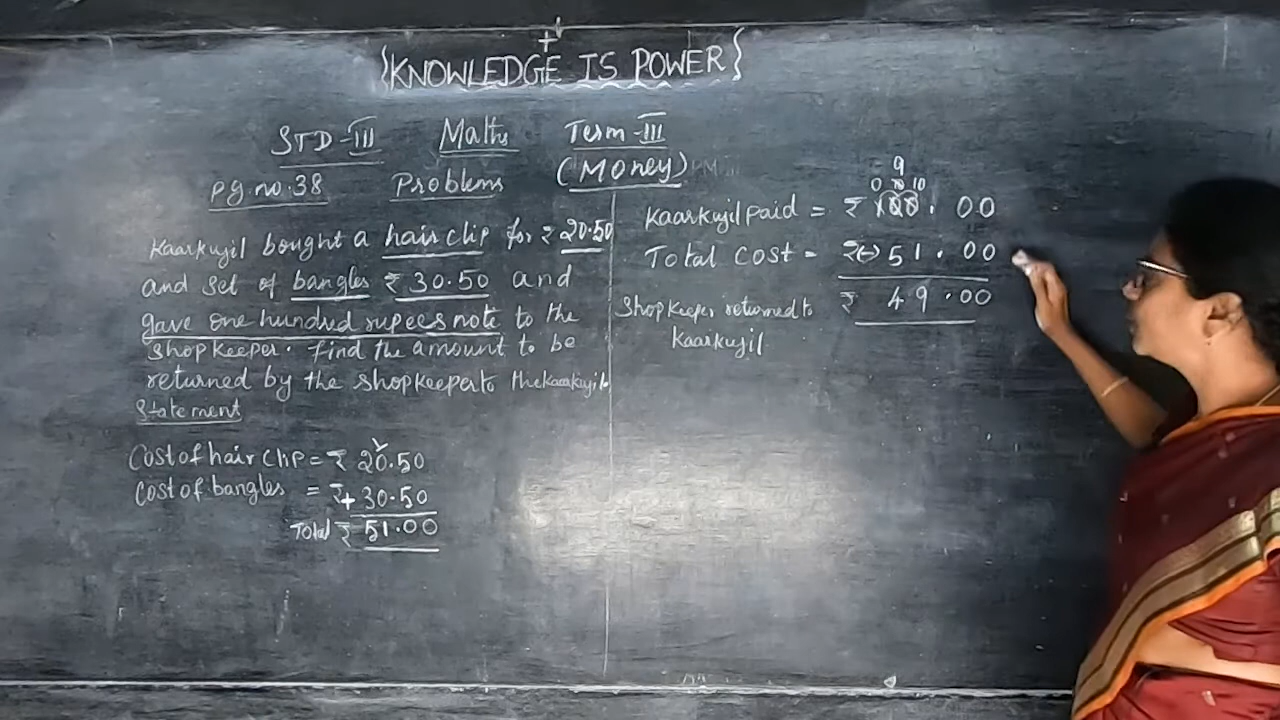 {KNOWLEDGE IS POWER}
STD-III Maths Term-III
pg.no.38 Problems (Money)
Kaarkuyil bought a hair clip for ₹ 20.50
and set of bangles ₹ 30.50 and
gave one hundred rupees note to the
shopkeeper. find the amount to be
returned by the shopkeeper to the kaarkuyil.
Statement
Cost of hair clip = ₹ 20.50
Cost of bangles = ₹ + 30.50
Total ₹ 51.00
9
0 10 10
Kaarkuyil paid = ₹ 100.00
Total cost = ₹ (-) 51.00
₹ 49.00
Shopkeeper returned to
Kaarkuyil